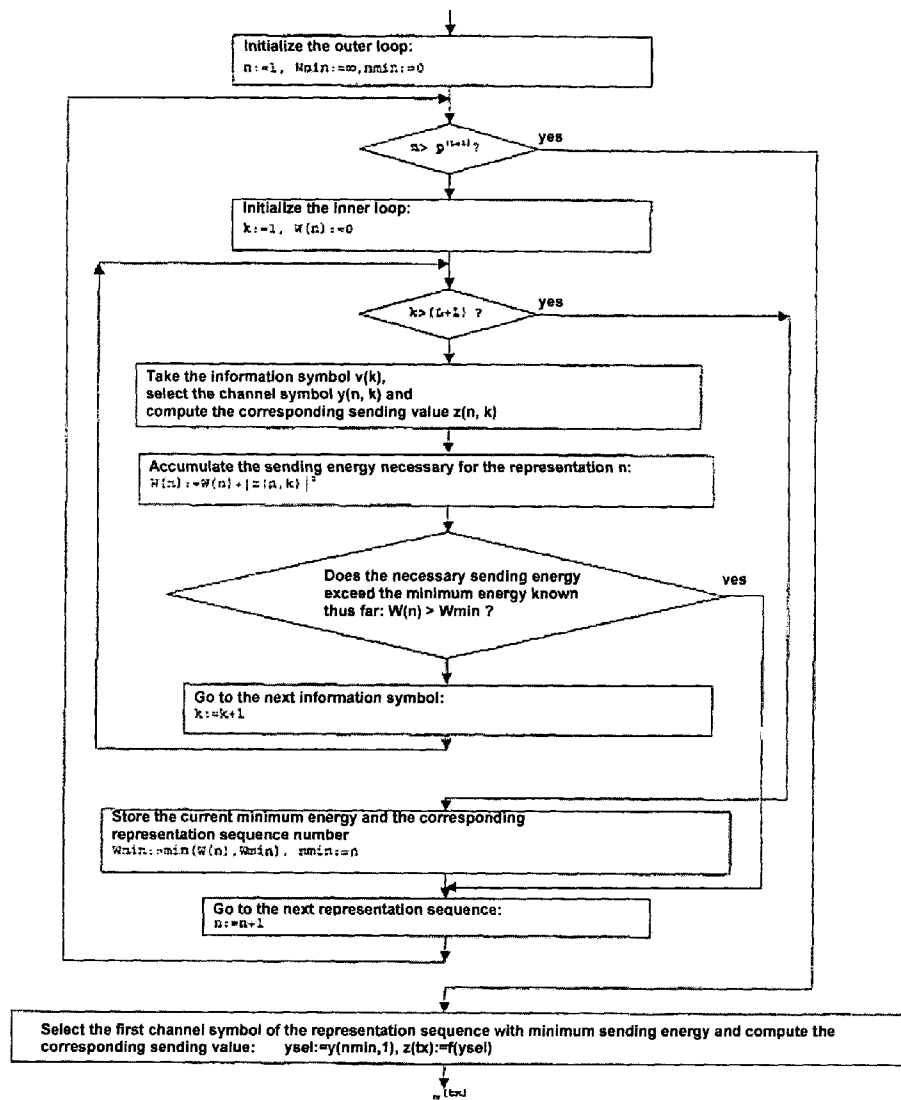 Initialize the outer loop:
n:=1, Wmin:=∞,nmin:=0
n> p(L+1)?
yes
Initialize the inner loop:
k:=1, W(n):=0
k>(L+1) ?
yes
Take the information symbol v(k),
select the channel symbol y(n, k) and
compute the corresponding sending value z(n, k)
Accumulate the sending energy necessary for the representation n:
W(n):=W(n)+|z(n,k)|²
Does the necessary sending energy
exceed the minimum energy known
thus far: W(n) > Wmin ?
yes
Go to the next information symbol:
k:=k+1
Store the current minimum energy and the corresponding
representation sequence number
Wmin:=min(W(n),Wmin), nmin:=n
Go to the next representation sequence:
n:=n+1
Select the first channel symbol of the representation sequence with minimum sending energy and compute the
corresponding sending value: ysel:=y(nmin,1), z(tx):=f(ysel)